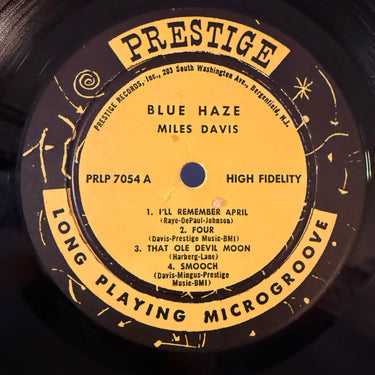 PRESTIGE
PRESTIGE RECORDS, Inc., 203 South Washington Ave., Bergenfield, N.J.
BLUE HAZE
MILES DAVIS
PRLP 7054 A HIGH FIDELITY
1. I'LL REMEMBER APRIL
(Raye-DePaul-Johnson)
2. FOUR
(Davis-Prestige Music-BMI)
3. THAT OLE DEVIL MOON
(Harberg-Lane)
4. SMOOCH
(Davis-Mingus-Prestige
Music-BMI)
LONG PLAYING MICROGROOVE